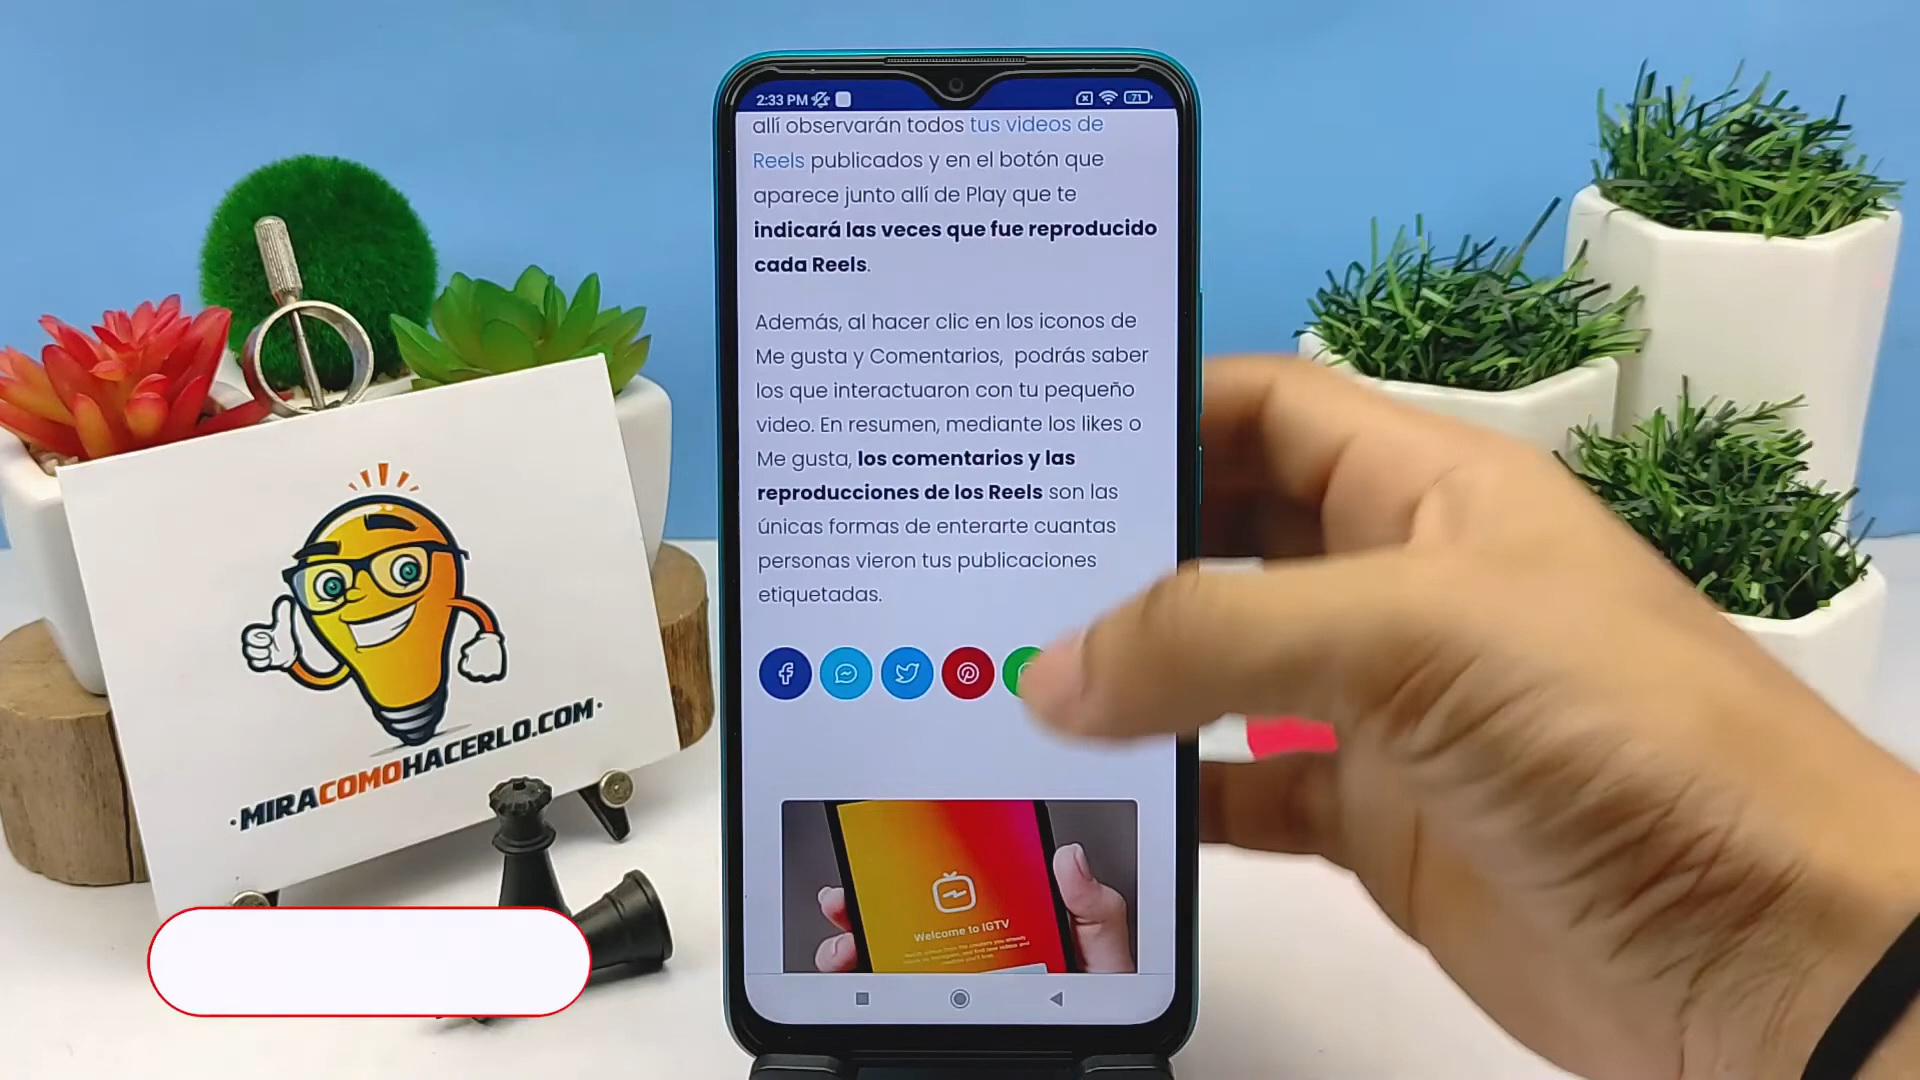 2:33 PM
71
allí observarán todos tus videos de
Reels publicados y en el botón que
aparece junto allí de Play que te
indicará las veces que fue reproducido
cada Reels.
Además, al hacer clic en los iconos de
Me gusta y Comentarios, podrás saber
los que interactuaron con tu pequeño
video. En resumen, mediante los likes o
Me gusta, los comentarios y las
reproducciones de los Reels son las
únicas formas de enterarte cuantas
personas vieron tus publicaciones
etiquetadas.
Welcome to IGTV
·MIRACOMOHACERLO.COM·